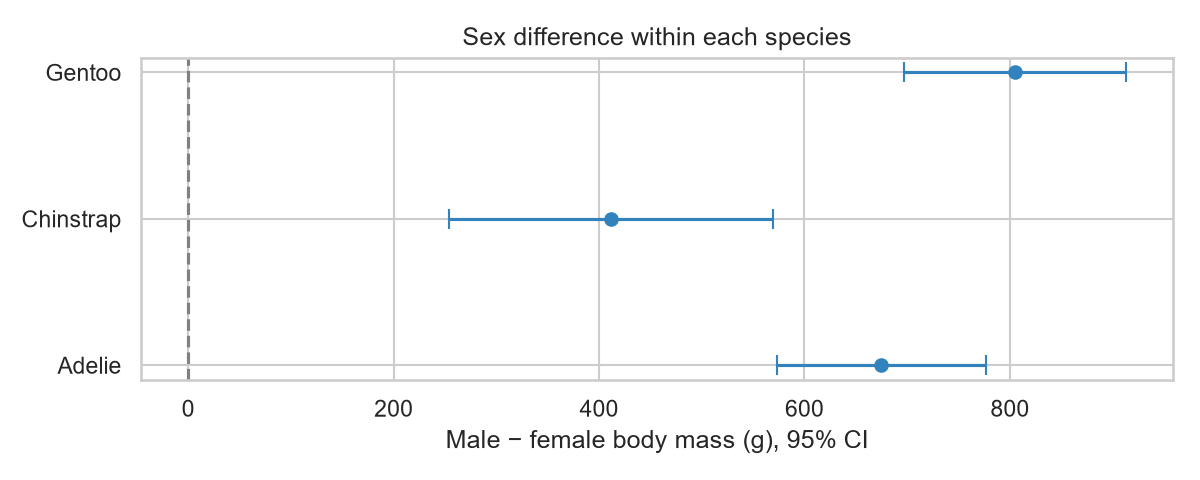 Sex difference within each species
Gentoo
Chinstrap
Adelie
0 200 400 600 800
Male − female body mass (g), 95% CI